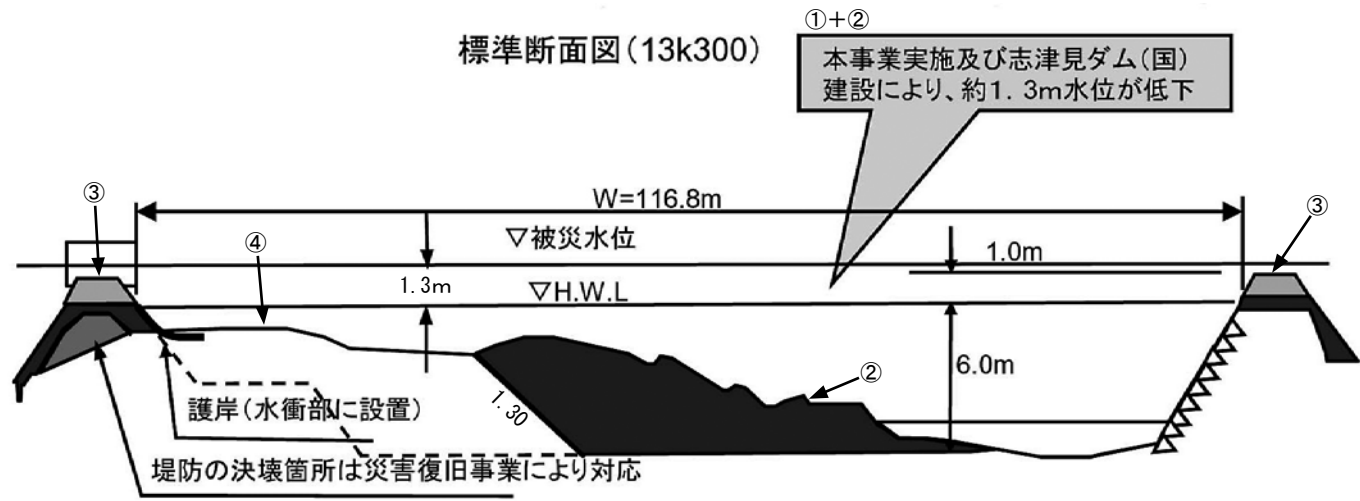 ①+②
標準断面図(13k300)
本事業実施及び志津見ダム(国)
建設により、約1.3m水位が低下
③
W=116.8m
③
④
▽被災水位
1.0m
1.3m
▽H.W.L
②
6.0m
護岸(水衝部に設置)
1.30
堤防の決壊箇所は災害復旧事業により対応